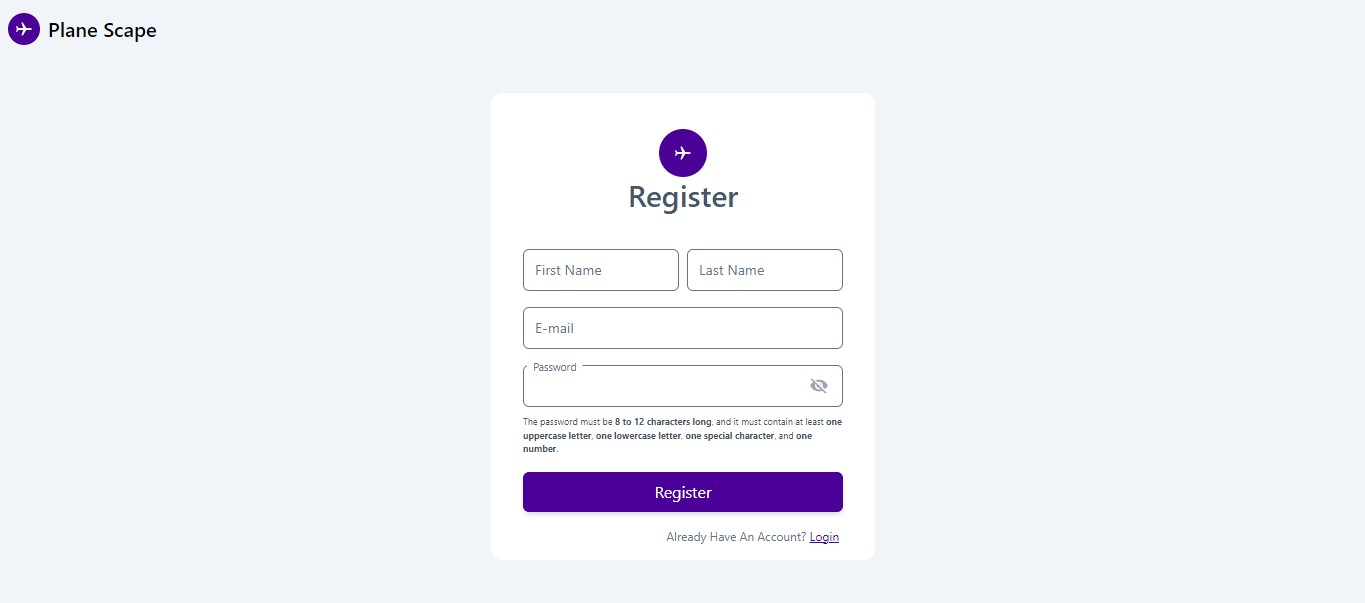 Plane Scape
Register
First Name
Last Name
E-mail
Password
The password must be 8 to 12 characters long, and it must contain at least one
uppercase letter, one lowercase letter, one special character, and one
number.
Register
Already Have An Account? Login